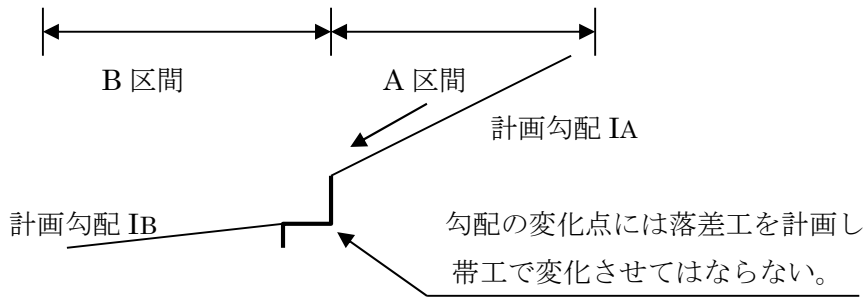 B 区間
A 区間
計画勾配 IA
計画勾配 IB
勾配の変化点には落差工を計画し
帯工で変化させてはならない。